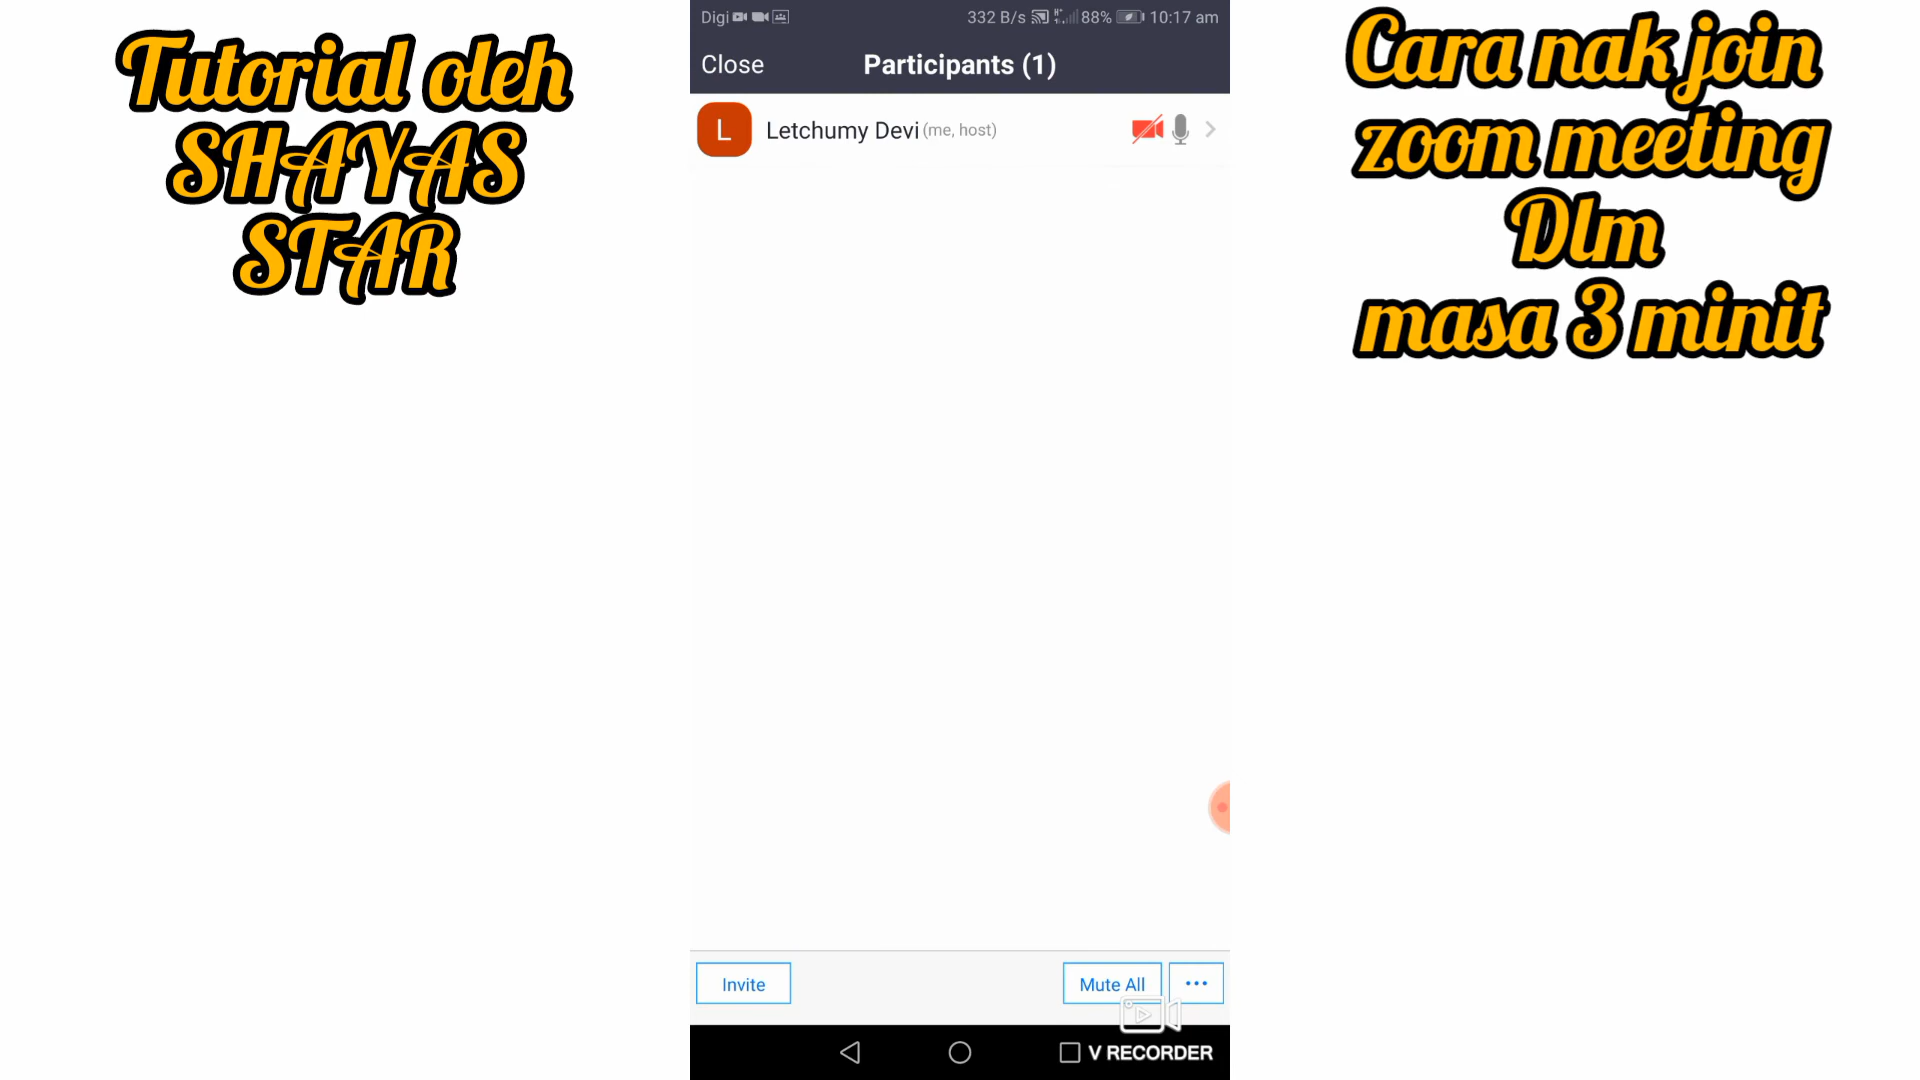 Tutorial oleh
SHAYAS
STAR
Cara nak join
zoom meeting
Dlm
masa 3 minit
Digi 332 B/s 88% 10:17 am
Close Participants (1)
L Letchumy Devi (me, host)
Invite Mute All ...
V RECORDER